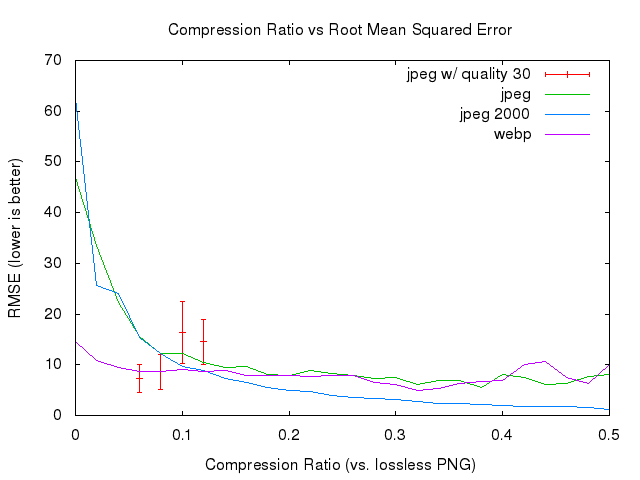 Compression Ratio vs Root Mean Squared Error
jpeg w/ quality 30
jpeg
jpeg 2000
webp
RMSE (lower is better)
70
60
50
40
30
20
10
0
0 0.1 0.2 0.3 0.4 0.5
Compression Ratio (vs. lossless PNG)